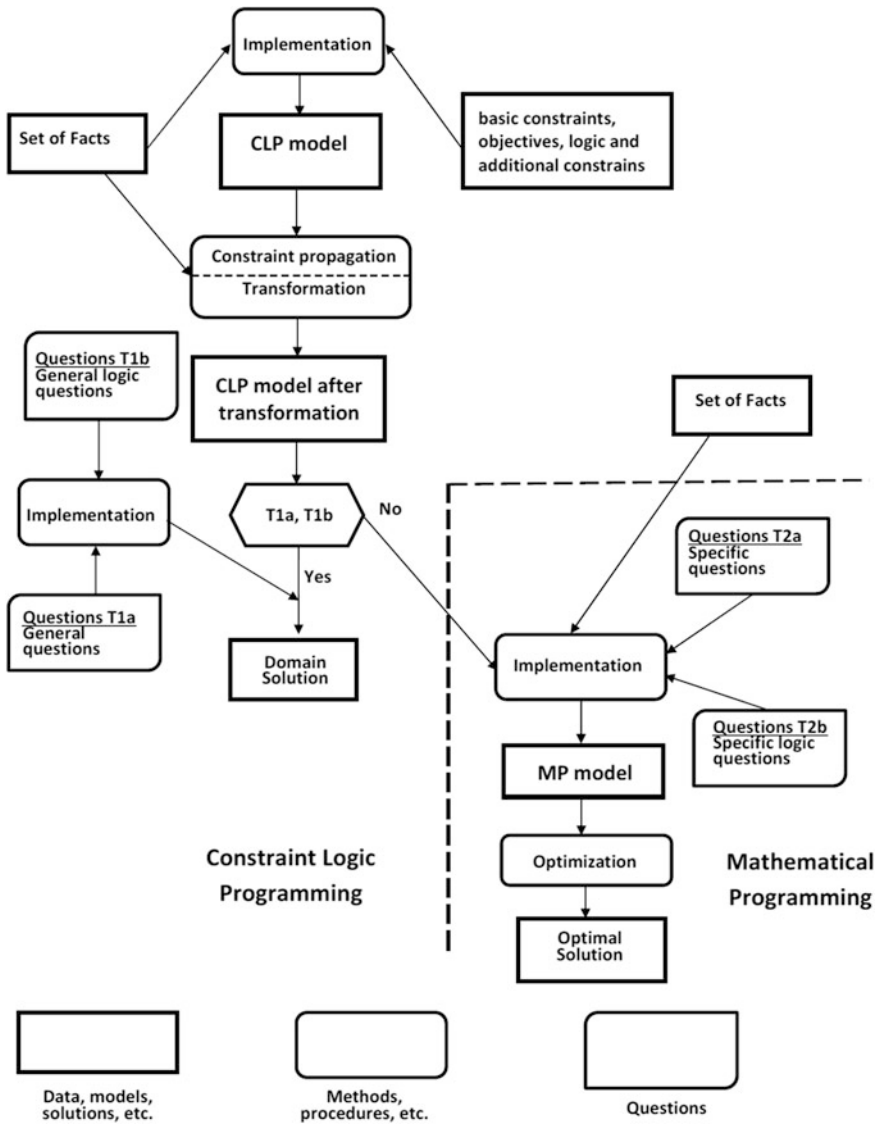 Implementation
Set of Facts
basic constraints,
objectives, logic and
additional constrains
CLP model
Constraint propagation
Transformation
Questions T1b
General logic
questions
CLP model after
transformation
Set of Facts
Implementation
T1a, T1b
No
Yes
Questions T2a
Specific
questions
Questions T1a
General
questions
Domain
Solution
Implementation
Questions T2b
Specific logic
questions
MP model
Constraint Logic
Programming
Optimization
Mathematical
Programming
Optimal
Solution
Data, models,
solutions, etc.
Methods,
procedures, etc.
Questions